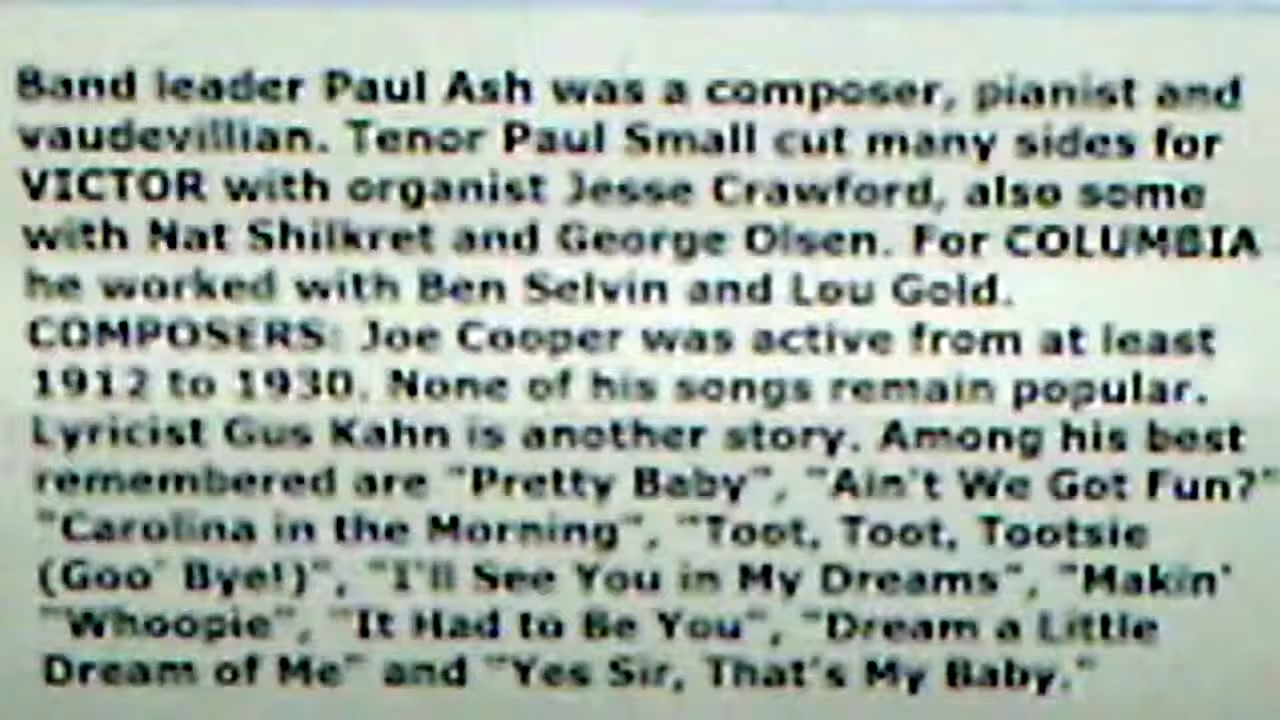 Band leader Paul Ash was a composer, pianist and
vaudevillian. Tenor Paul Small cut many sides for
VICTOR with organist Jesse Crawford, also some
with Nat Shilkret and George Olsen. For COLUMBIA
he worked with Ben Selvin and Lou Gold.
COMPOSERS: Joe Cooper was active from at least
1912 to 1930. None of his songs remain popular.
Lyricist Gus Kahn is another story. Among his best
remembered are "Pretty Baby", "Ain't We Got Fun?"
"Carolina in the Morning", "Toot, Toot, Tootsie
(Goo' Bye!)", "I'll See You in My Dreams", "Makin'
"Whoopie", "It Had to Be You", "Dream a Little
Dream of Me" and "Yes Sir, That's My Baby."